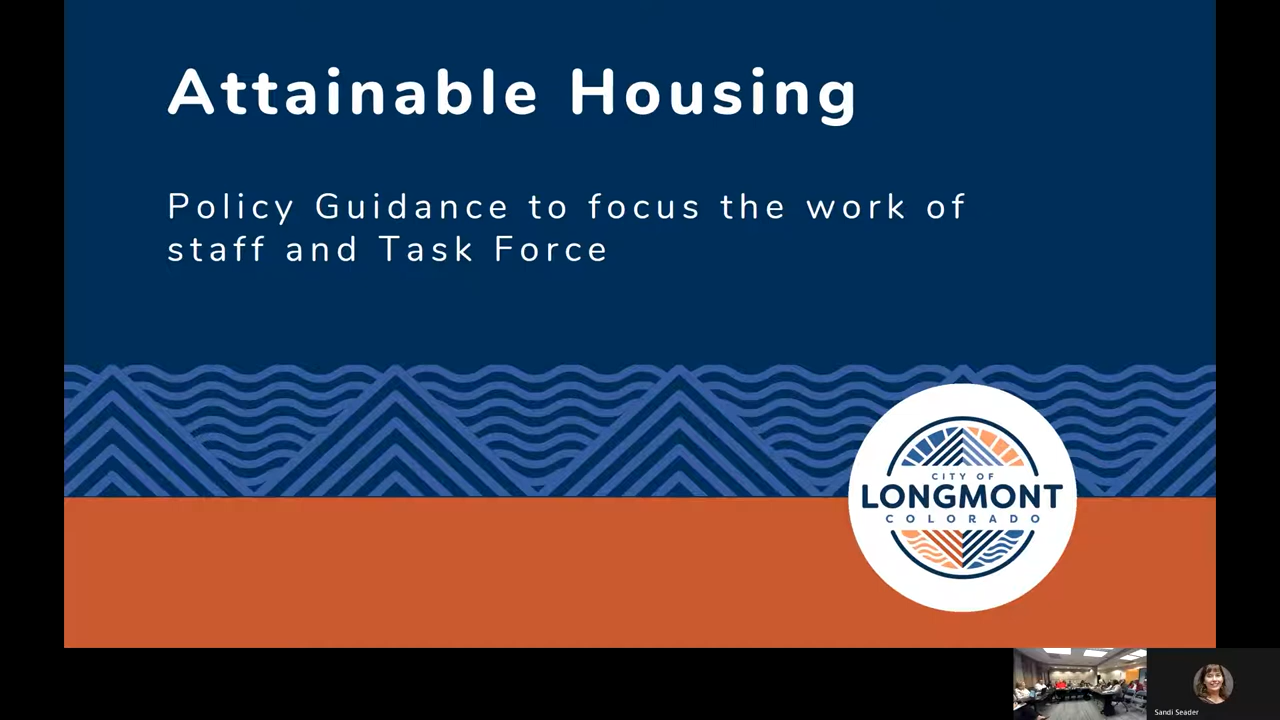 Attainable Housing
Policy Guidance to focus the work of
staff and Task Force
CITY OF
LONGMONT
COLORADO
Sandi Seader